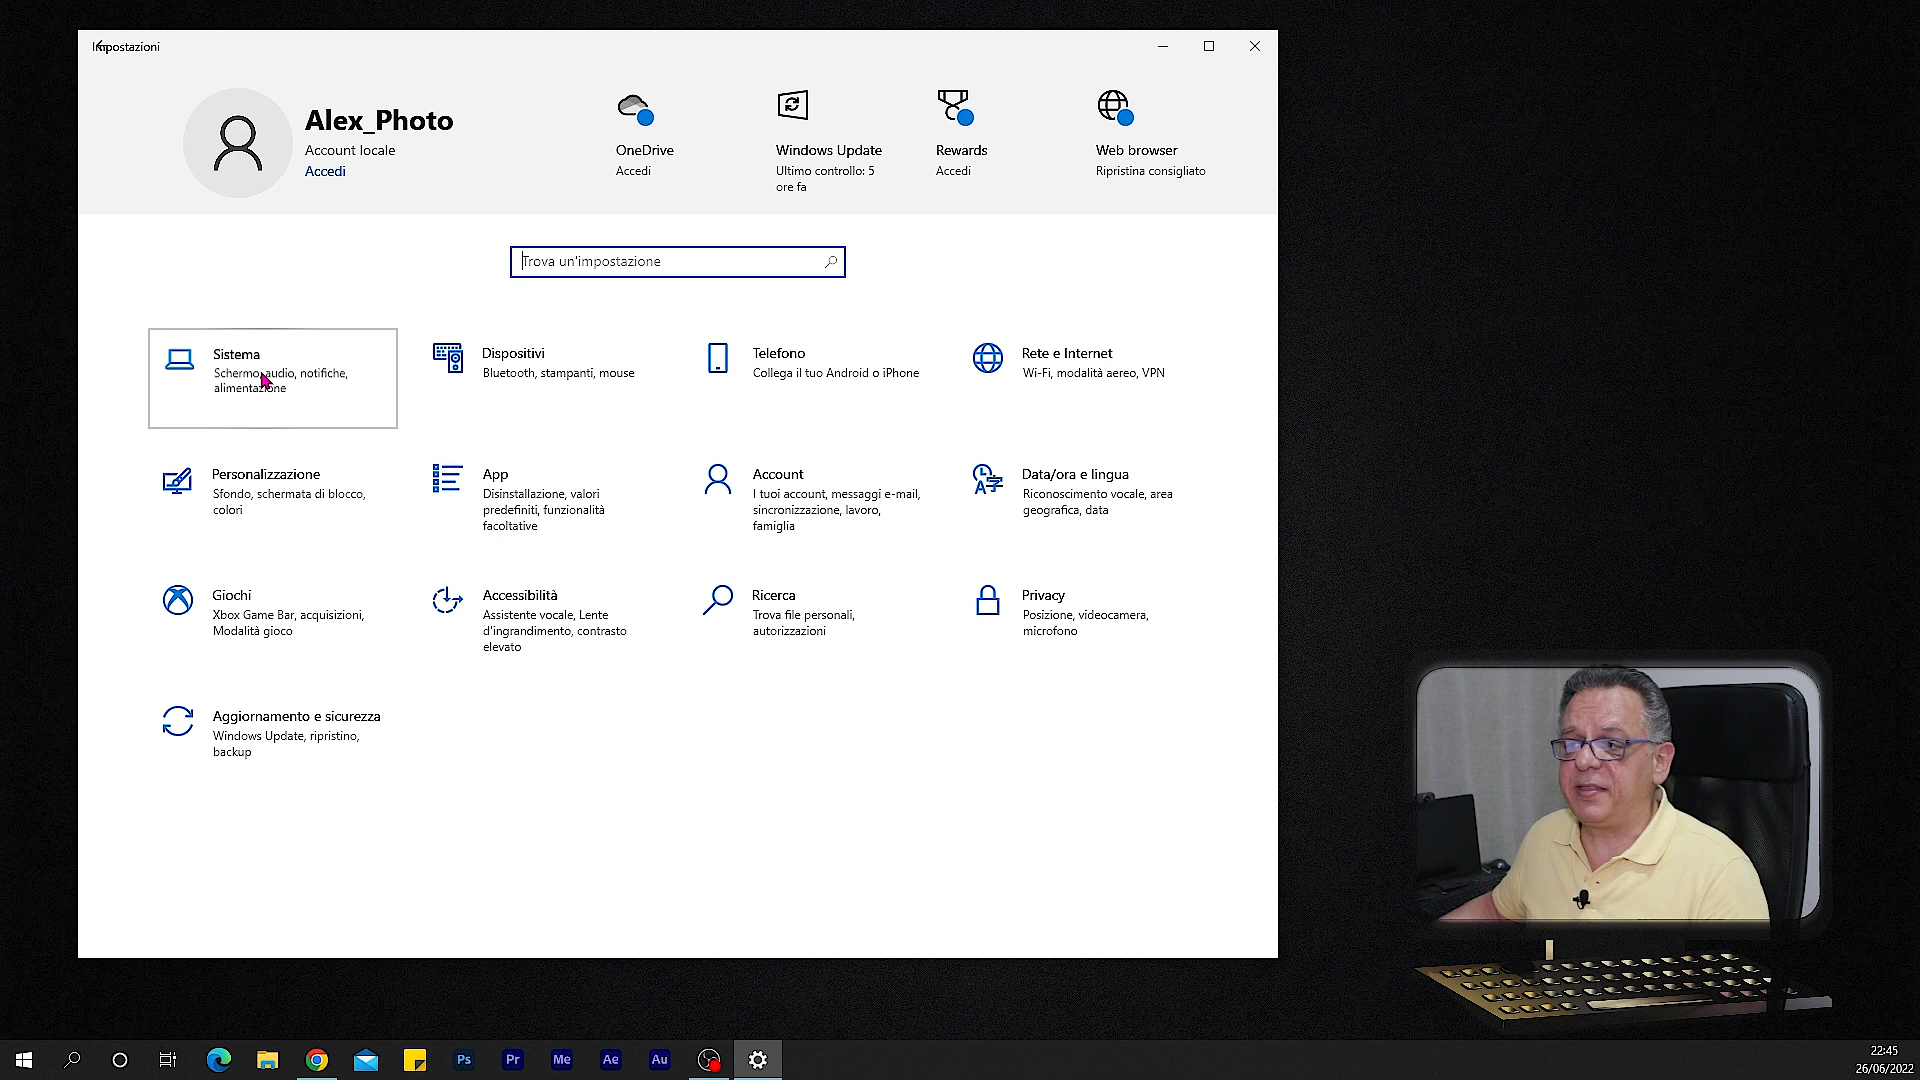 Impostazioni
Alex_Photo
Account locale
Accedi
OneDrive
Accedi
Windows Update
Ultimo controllo: 5
ore fa
Rewards
Accedi
Web browser
Ripristina consigliato
Trova un'impostazione
Sistema
Schermo, audio, notifiche,
alimentazione
Dispositivi
Bluetooth, stampanti, mouse
Telefono
Collega il tuo Android o iPhone
Rete e Internet
Wi-Fi, modalità aereo, VPN
Personalizzazione
Sfondo, schermata di blocco,
colori
App
Disinstallazione, valori
predefiniti, funzionalità
facoltative
Account
I tuoi account, messaggi e-mail,
sincronizzazione, lavoro,
famiglia
Data/ora e lingua
Riconoscimento vocale, area
geografica, data
Giochi
Xbox Game Bar, acquisizioni,
Modalità gioco
Accessibilità
Assistente vocale, Lente
d'ingrandimento, contrasto
elevato
Ricerca
Trova file personali,
autorizzazioni
Privacy
Posizione, videocamera,
microfono
Aggiornamento e sicurezza
Windows Update, ripristino,
backup
Ps
Pr
Me
Ae
Au
22:45
26/06/2022